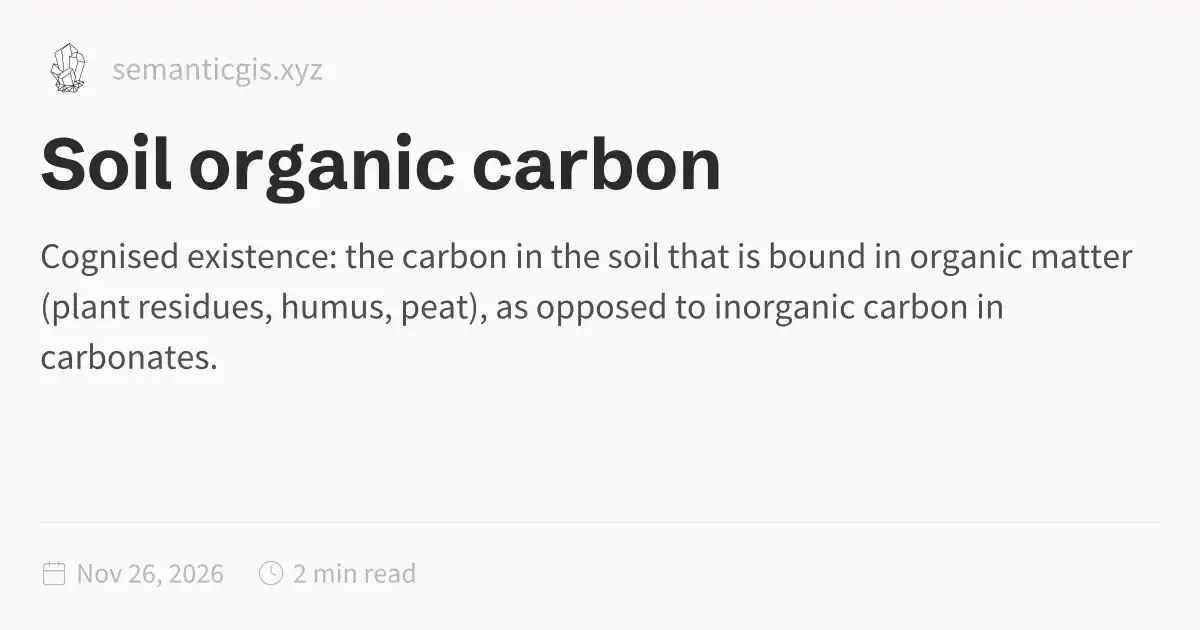 semanticgis.xyz
Soil organic carbon
Cognised existence: the carbon in the soil that is bound in organic matter
(plant residues, humus, peat), as opposed to inorganic carbon in
carbonates.
Nov 26, 2026 2 min read